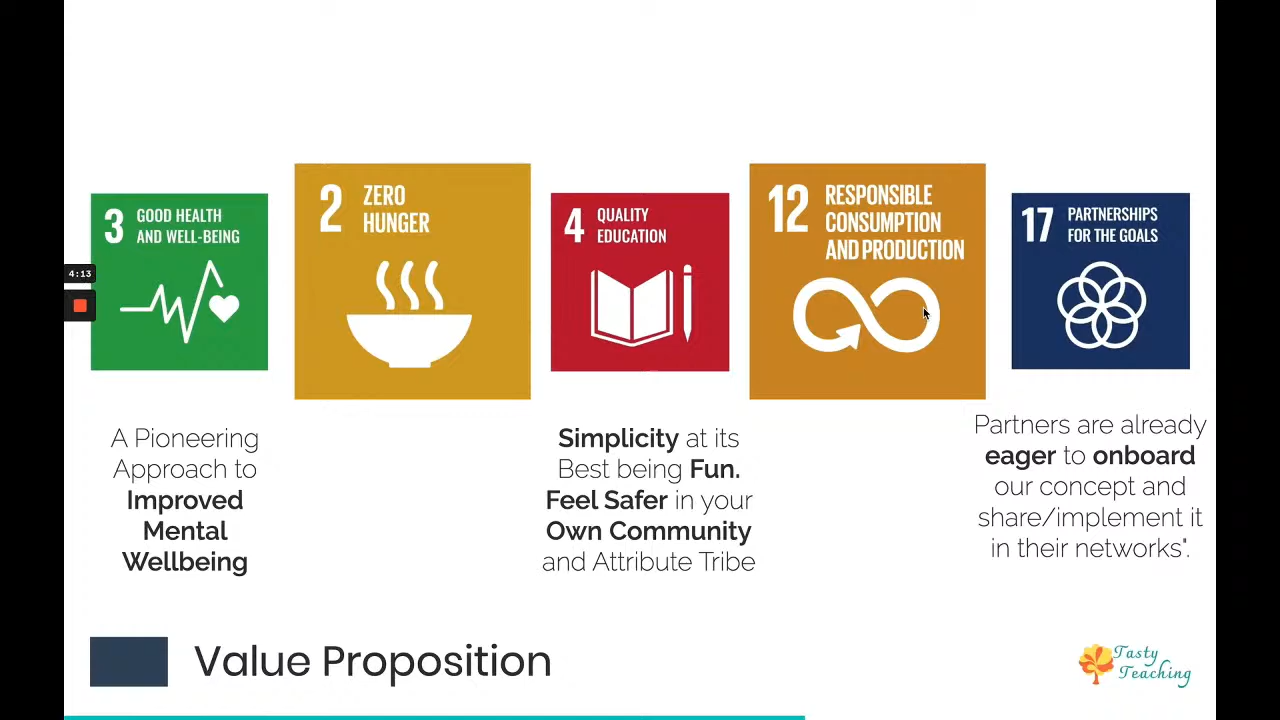 3 GOOD HEALTH
AND WELL-BEING
2 ZERO
HUNGER
4 QUALITY
EDUCATION
12 RESPONSIBLE
CONSUMPTION
AND PRODUCTION
17 PARTNERSHIPS
FOR THE GOALS
4:13
A Pioneering
Approach to
Improved
Mental
Wellbeing
Simplicity at its
Best being Fun.
Feel Safer in your
Own Community
and Attribute Tribe
Partners are already
eager to onboard
our concept and
share/implement it
in their networks".
Value Proposition
Tasty
Teaching